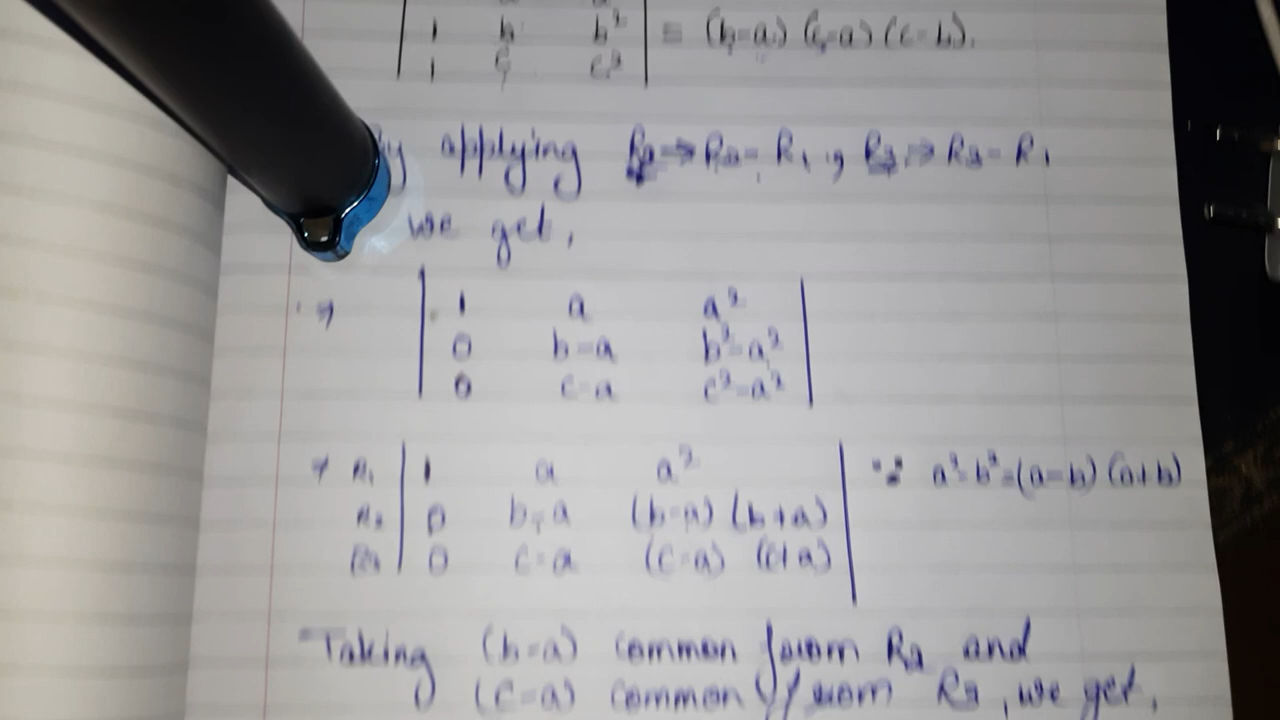 | 1 b b² | = (b-a) (c-a) (c-b).
| 1 c c² |
By applying R₂ → R₂ - R₁ , R₃ → R₃ - R₁
we get,
⇒ | 1 a a² |
| 0 b-a b²-a² |
| 0 c-a c²-a² |
⇒ R₁ | 1 a a² | ∵ a²-b²=(a-b) (a+b)
R₂ | 0 b-a (b-a) (b+a) |
R₃ | 0 c-a (c-a) (c+a) |
Taking (b-a) common from R₂ and
(c-a) common from R₃, we get,